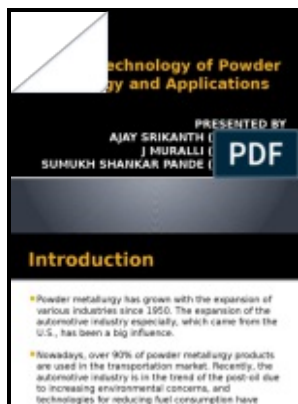 echnology of Powder
gy and Applications
PRESENTED BY
AJAY SRIKANTH (
J MURALLI (
SUMUKH SHANKAR PANDE (
PDF
Introduction
Powder metallurgy has grown with the expansion of
various industries since 1950. The expansion of the
automotive industry especially, which came from the
U.S., has been a big influence.
Nowadays, over 90% of powder metallurgy products
are used in the transportation market. Recently, the
automotive industry is in the trend of the post-oil due
to increasing environmental concerns, and
technologies for reducing fuel consumption have